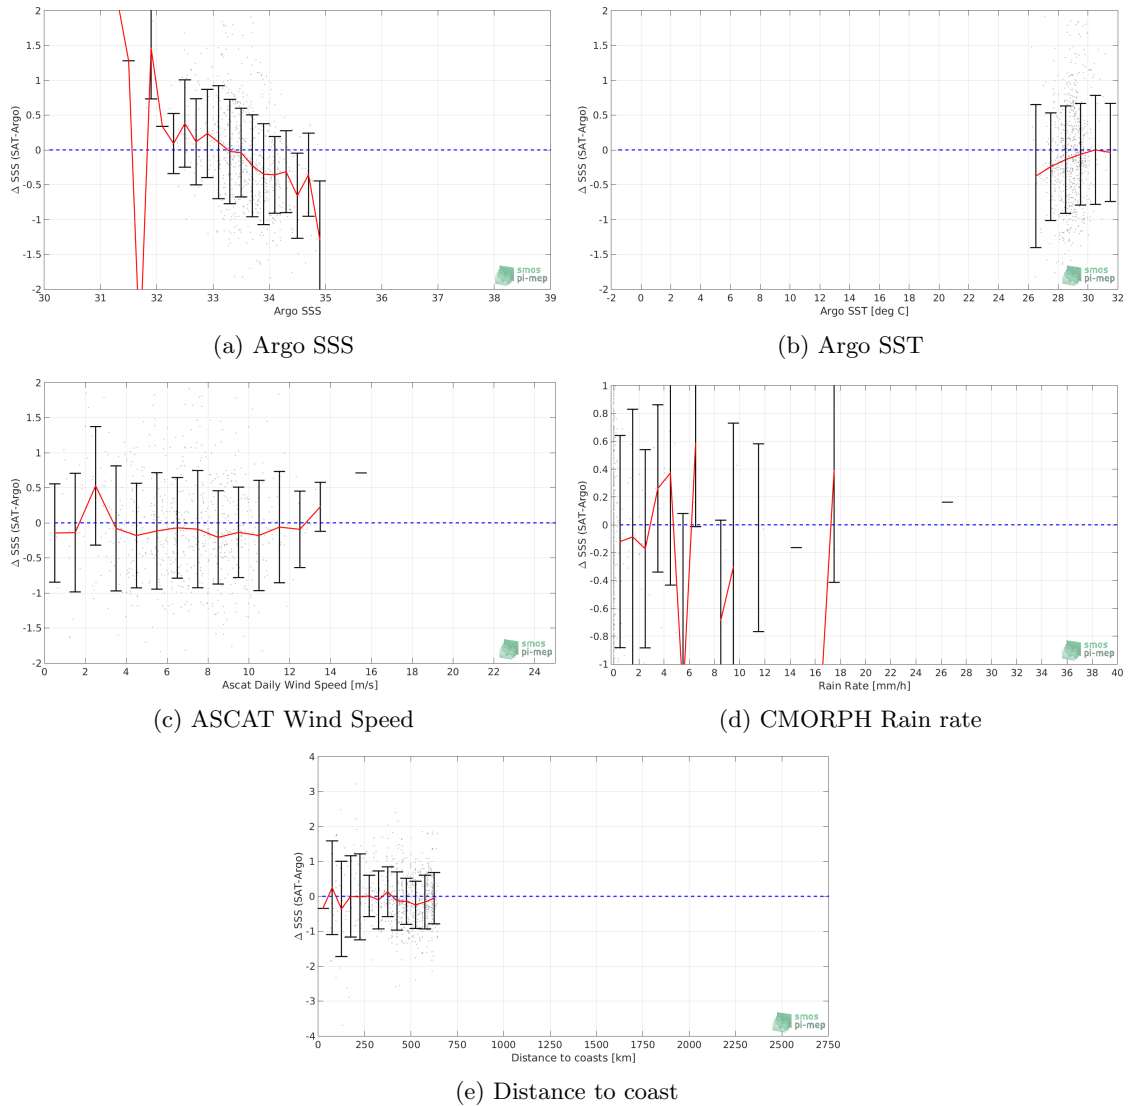 2
1.5
1
0.5
0
-0.5
-1
-1.5
-2
Δ SSS (SAT-Argo)
30 31 32 33 34 35 36 37 38 39
Argo SSS
smos
pi-mep
(a) Argo SSS
2
1.5
1
0.5
0
-0.5
-1
-1.5
-2
Δ SSS (SAT-Argo)
-2 0 2 4 6 8 10 12 14 16 18 20 22 24 26 28 30 32
Argo SST [deg C]
smos
pi-mep
(b) Argo SST
2
1.5
1
0.5
0
-0.5
-1
-1.5
-2
Δ SSS (SAT-Argo)
0 2 4 6 8 10 12 14 16 18 20 22 24
Ascat Daily Wind Speed [m/s]
smos
pi-mep
(c) ASCAT Wind Speed
1
0.8
0.6
0.4
0.2
0
-0.2
-0.4
-0.6
-0.8
-1
Δ SSS (SAT-Argo)
0 2 4 6 8 10 12 14 16 18 20 22 24 26 28 30 32 34 36 38 40
Rain Rate [mm/h]
smos
pi-mep
(d) CMORPH Rain rate
4
3
2
1
0
-1
-2
-3
-4
Δ SSS (SAT-Argo)
0 250 500 750 1000 1250 1500 1750 2000 2250 2500 2750
Distance to coasts [km]
smos
pi-mep
(e) Distance to coast